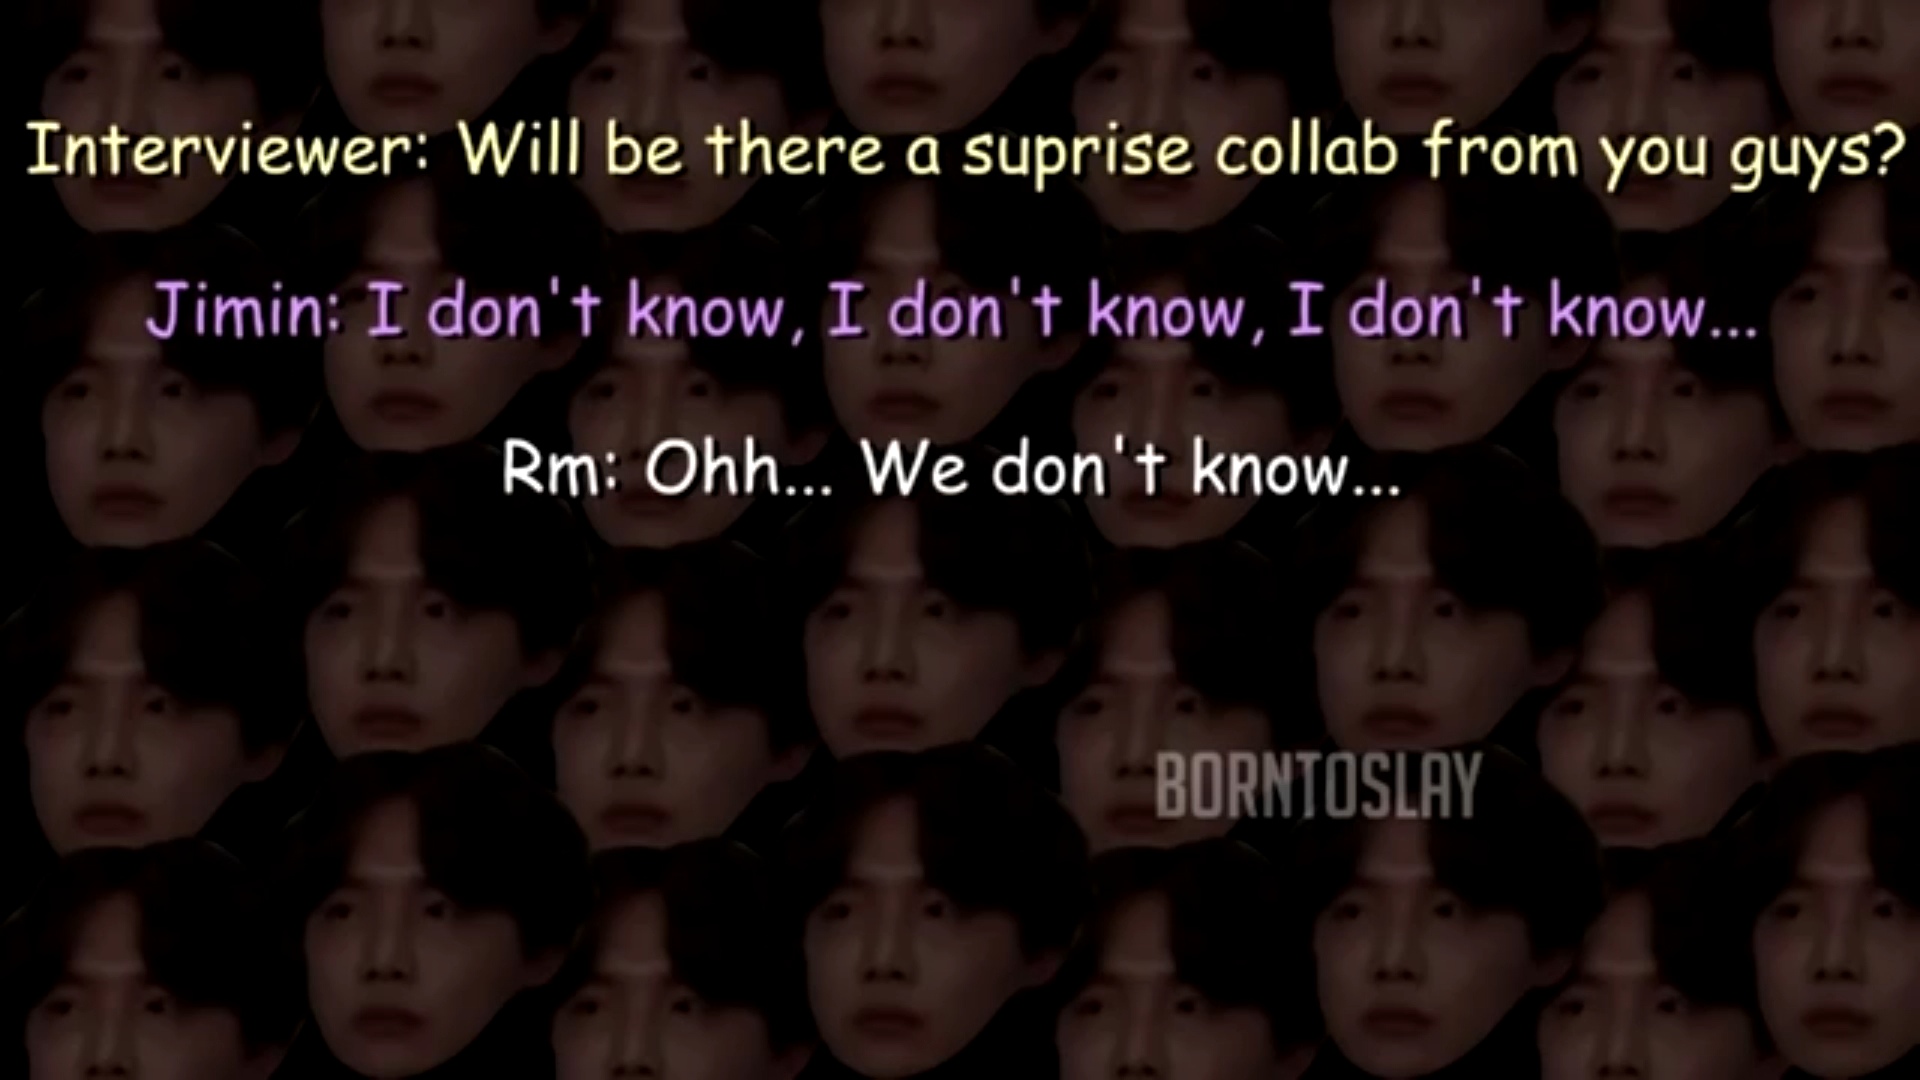 Interviewer: Will be there a suprise collab from you guys?
Jimin: I don't know, I don't know, I don't know...
Rm: Ohh... We don't know...
BORNTOSLAY